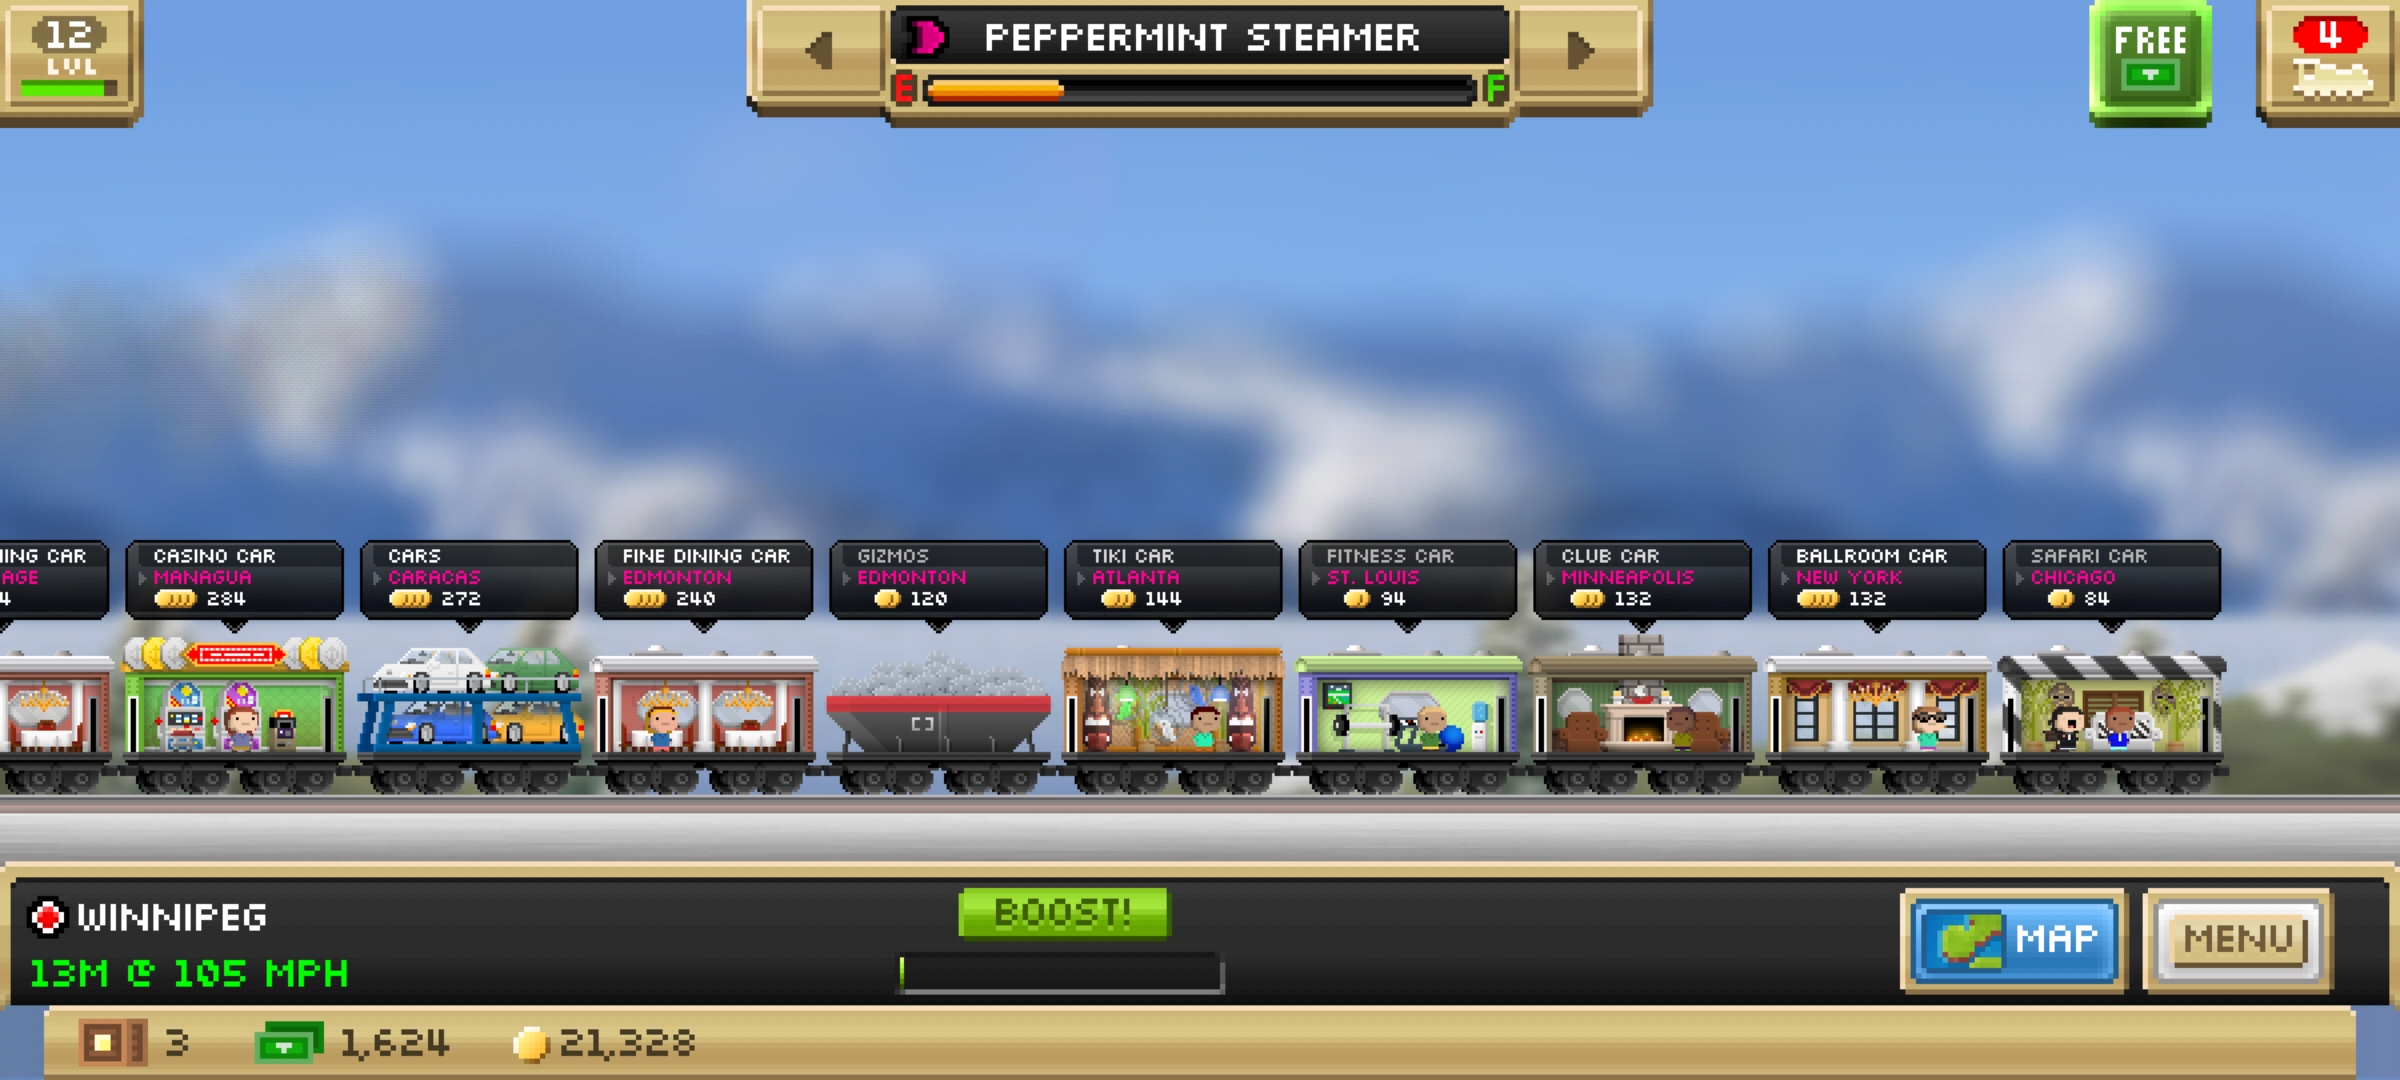 12
LVL
PEPPERMINT STEAMER
E F
FREE
4
ING CAR
AGE
4
CASINO CAR
MANAGUA
284
CARS
CARACAS
272
FINE DINING CAR
EDMONTON
240
GIZMOS
EDMONTON
120
TIKI CAR
ATLANTA
144
FITNESS CAR
ST. LOUIS
94
CLUB CAR
MINNEAPOLIS
132
BALLROOM CAR
NEW YORK
132
SAFARI CAR
CHICAGO
84
WINNIPEG
13M @ 105 MPH
BOOST!
MAP
MENU
3
1,624
21,328